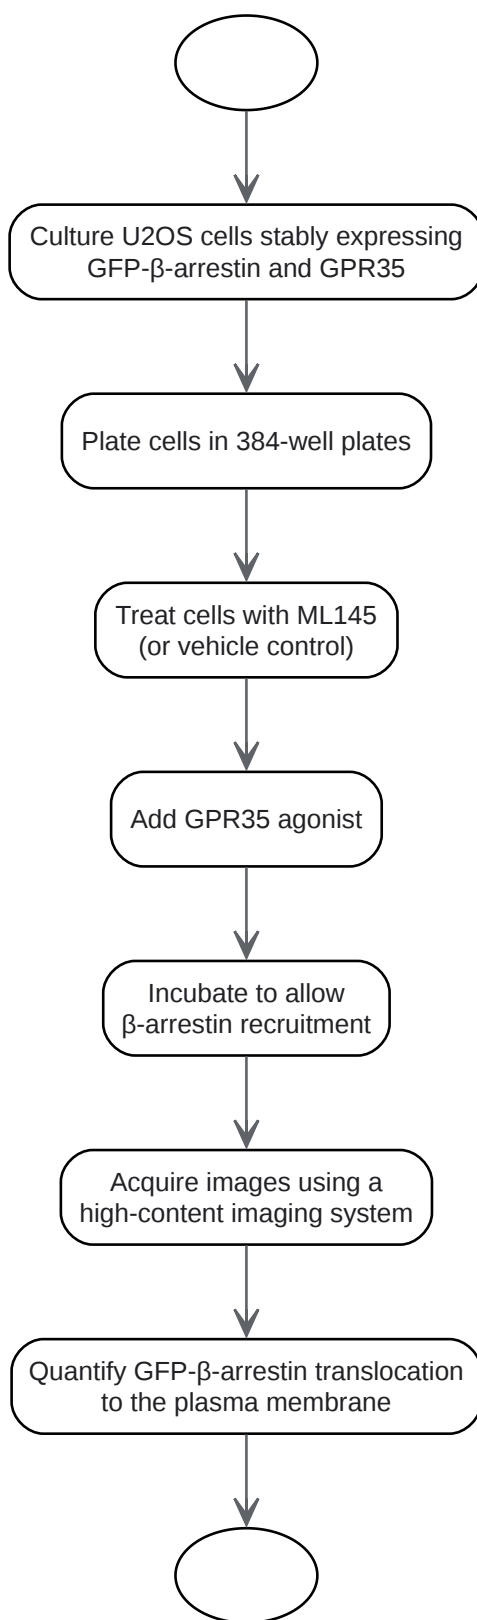 Culture U2OS cells stably expressing
GFP-β-arrestin and GPR35
Plate cells in 384-well plates
Treat cells with ML145
(or vehicle control)
Add GPR35 agonist
Incubate to allow
β-arrestin recruitment
Acquire images using a
high-content imaging system
Quantify GFP-β-arrestin translocation
to the plasma membrane